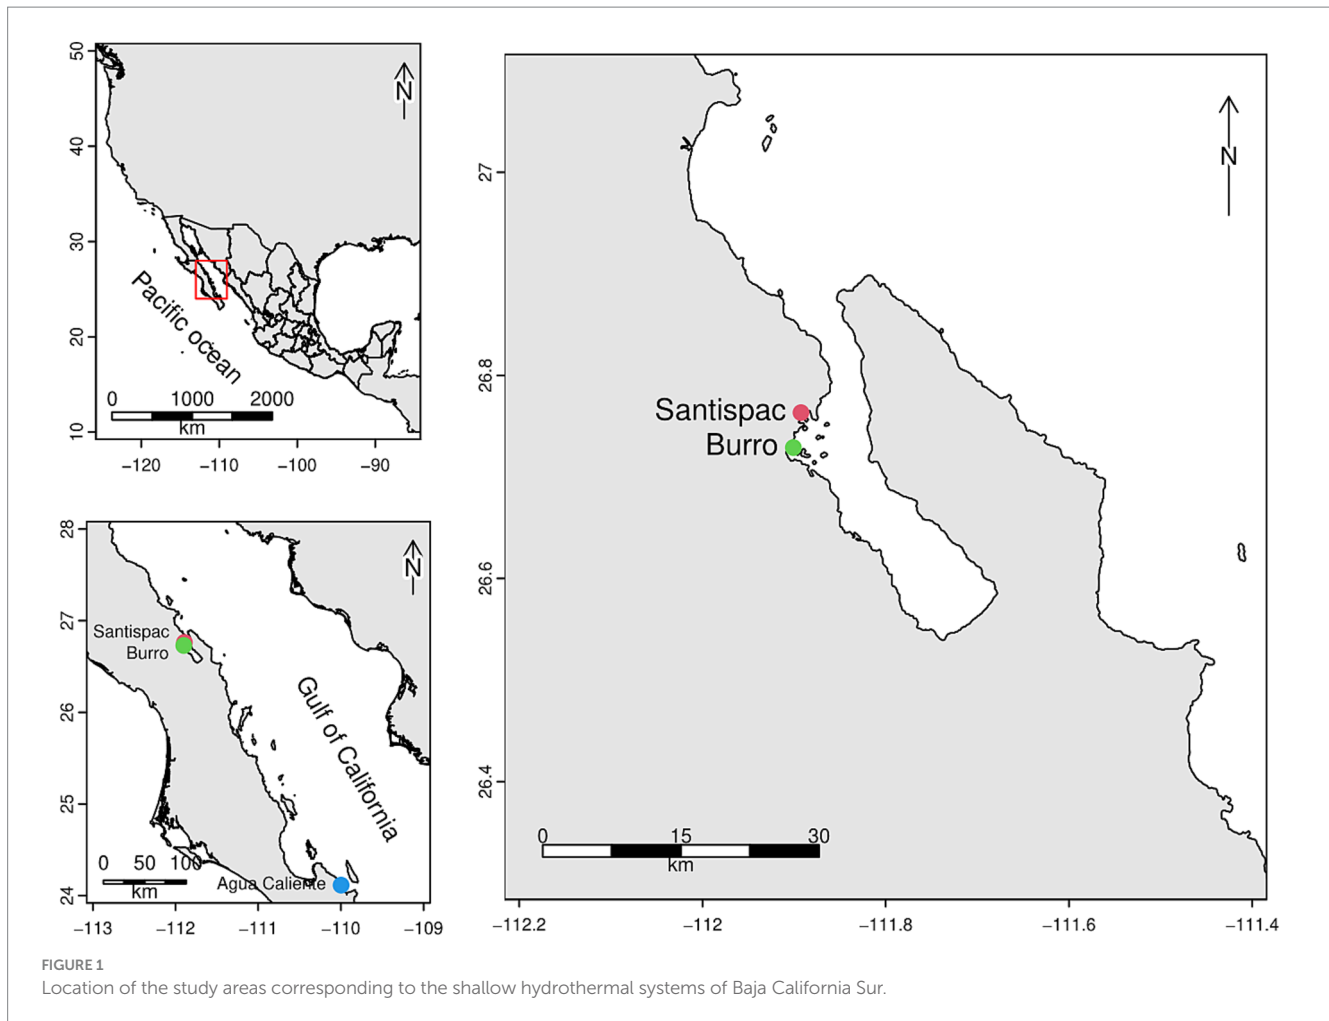 50
40
30
20
10
N
Pacific ocean
0 1000 2000
km
−120 −110 −100 −90
28
27
26
25
24
N
Santispac
Burro
Gulf of California
Agua Caliente
0 50 100
km
−113 −112 −111 −110 −109
27
26.8
26.6
26.4
N
Santispac
Burro
0 15 30
km
−112.2 −112 −111.8 −111.6 −111.4
FIGURE 1
Location of the study areas corresponding to the shallow hydrothermal systems of Baja California Sur.